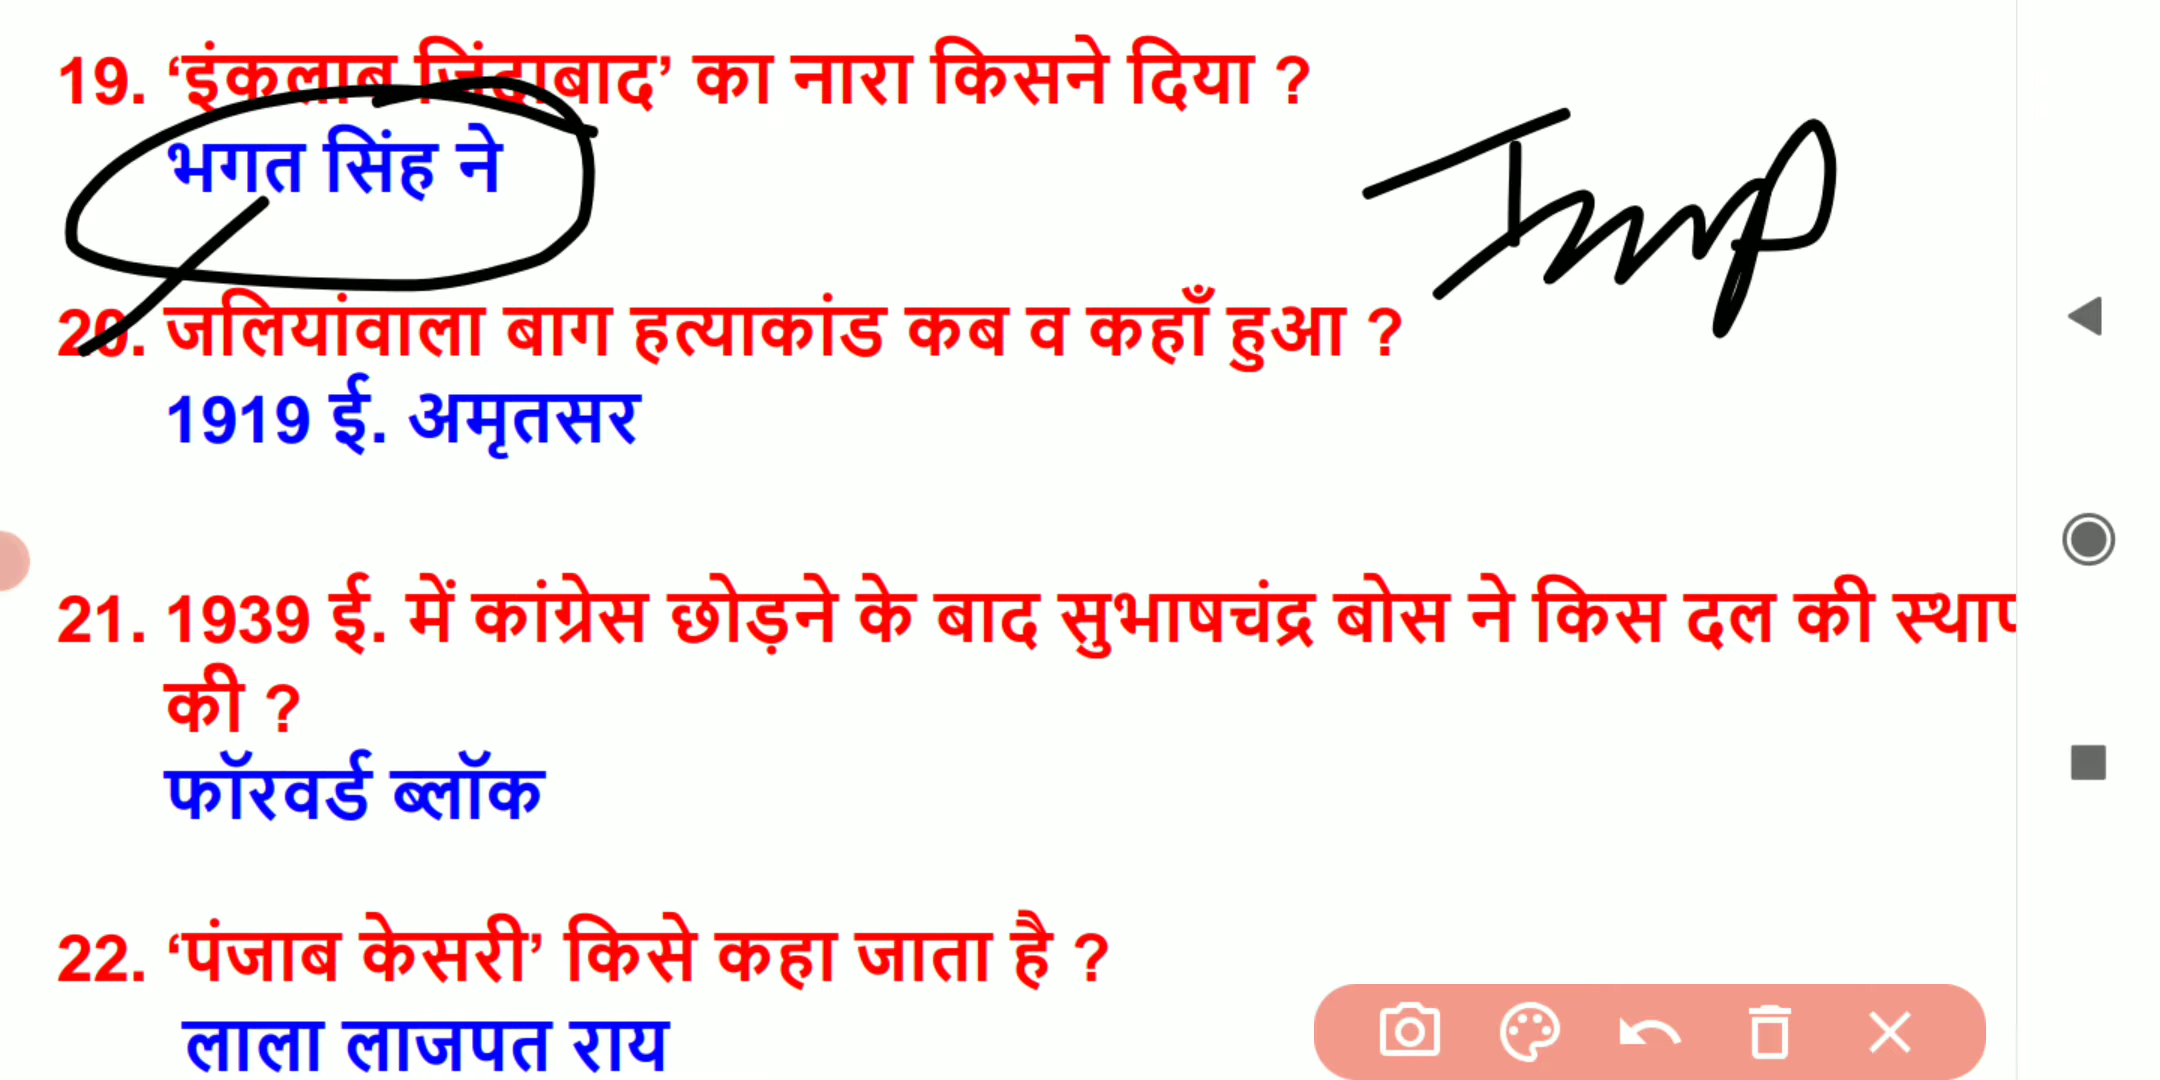 19. ‘इंकलाब जिंदाबाद’ का नारा किसने दिया ?
भगत सिंह ने
Imp
20. जलियांवाला बाग हत्याकांड कब व कहाँ हुआ ?
1919 ई. अमृतसर
21. 1939 ई. में कांग्रेस छोड़ने के बाद सुभाषचंद्र बोस ने किस दल की स्थाप
की ?
फॉरवर्ड ब्लॉक
22. ‘पंजाब केसरी’ किसे कहा जाता है ?
लाला लाजपत राय